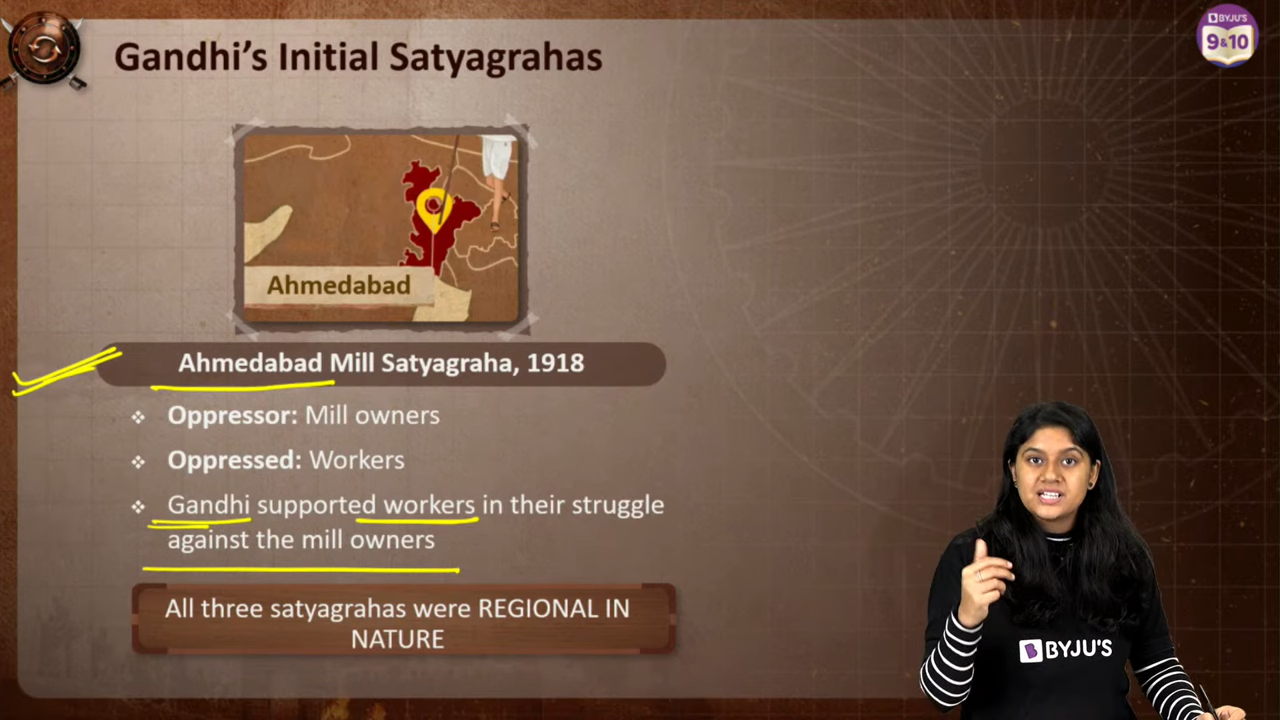 Gandhi's Initial Satyagrahas
BYJU'S
9&10
Ahmedabad
Ahmedabad Mill Satyagraha, 1918
❖ Oppressor: Mill owners
❖ Oppressed: Workers
❖ Gandhi supported workers in their struggle
against the mill owners
All three satyagrahas were REGIONAL IN
NATURE
BYJU'S